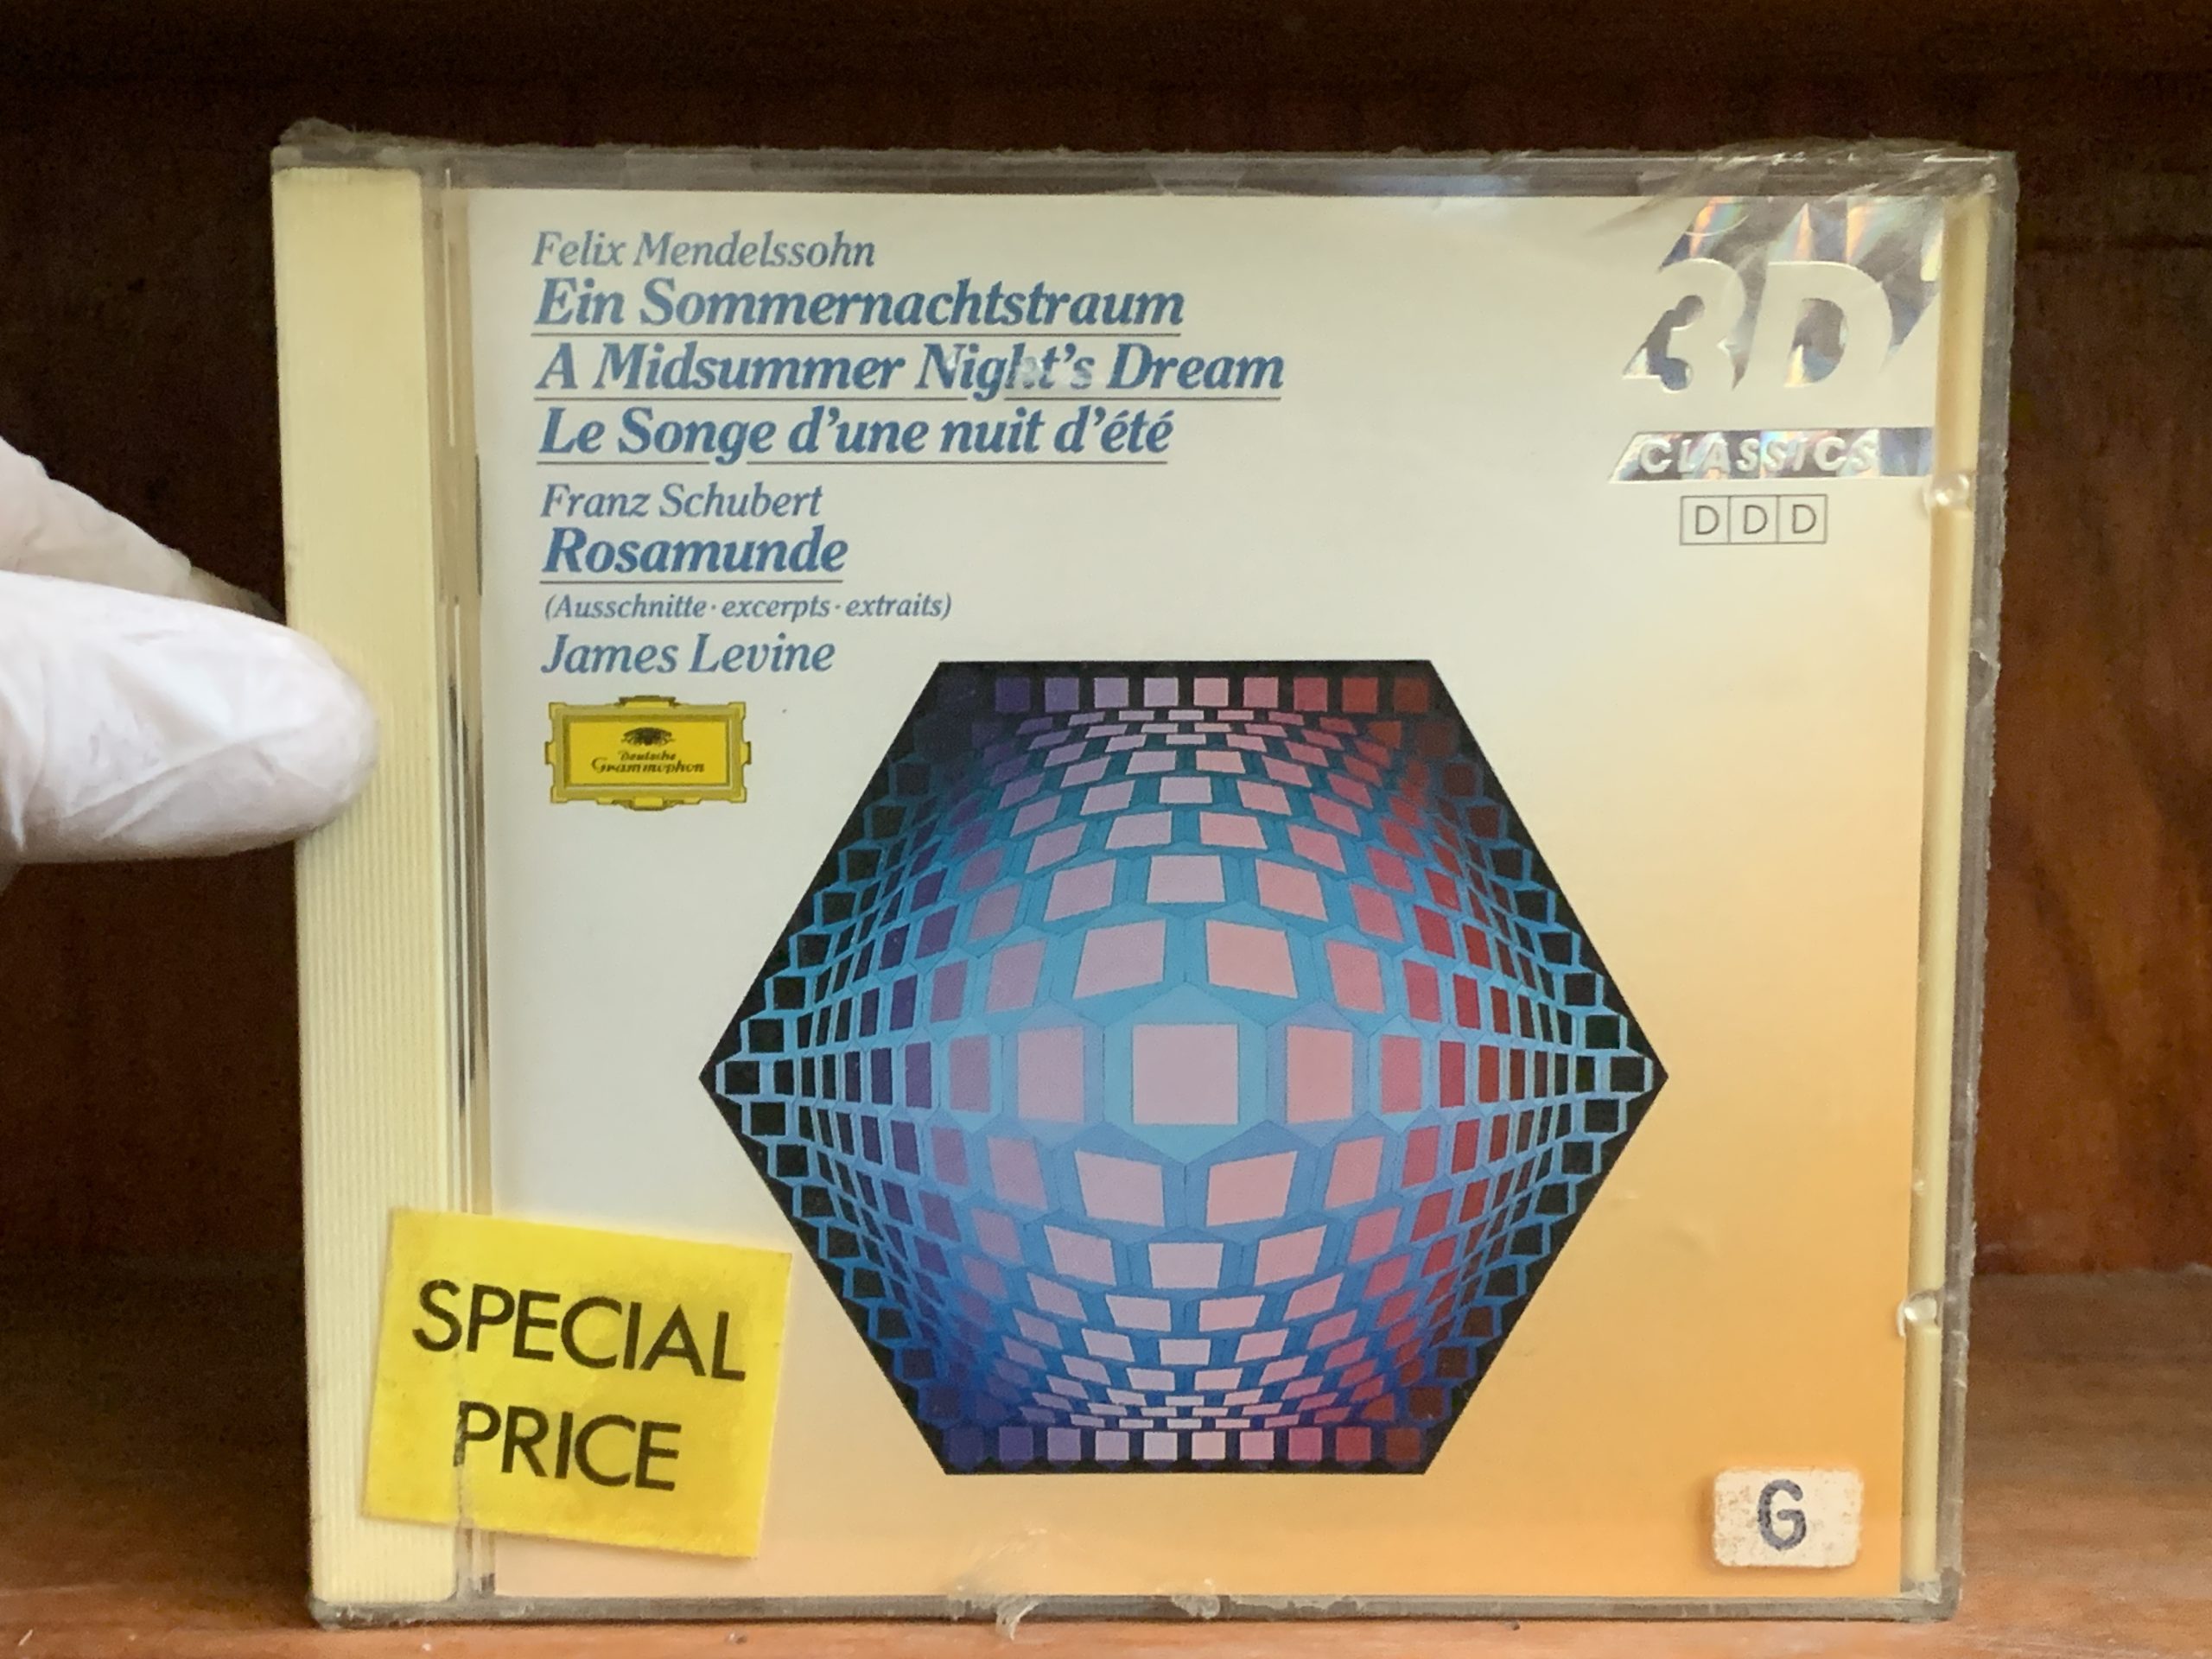 Felix Mendelssohn
Ein Sommernachtstraum
A Midsummer Night's Dream
Le Songe d'une nuit d'été
Franz Schubert
Rosamunde
(Ausschnitte · excerpts · extraits)
James Levine
Deutsche
Grammophon
3D
CLASSICS
DDD
SPECIAL
PRICE
G